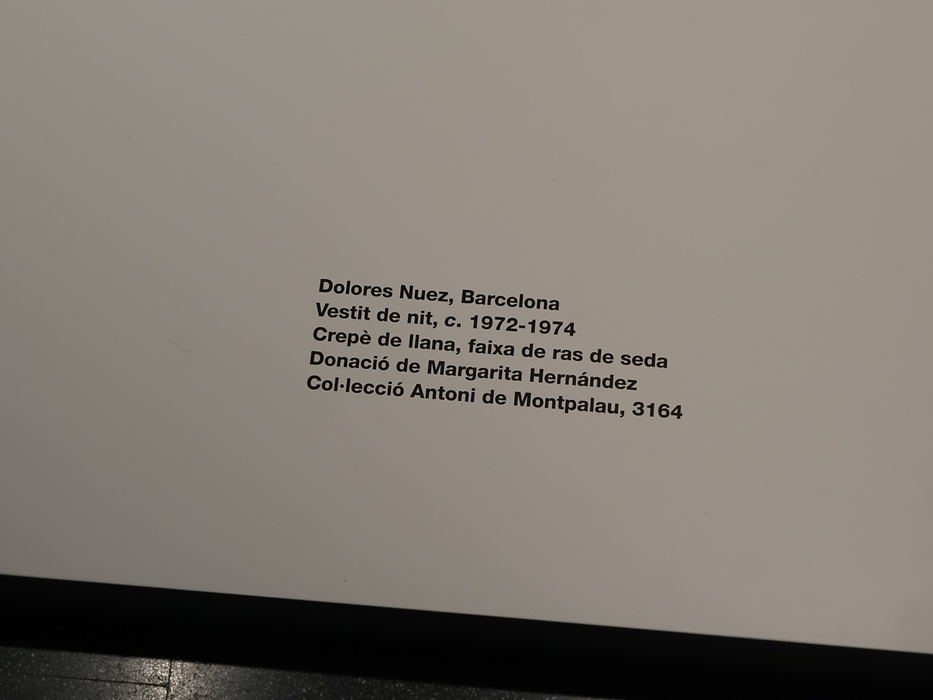 Dolores Nuez, Barcelona
Vestit de nit, c. 1972-1974
Crepè de llana, faixa de ras de seda
Donació de Margarita Hernández
Col·lecció Antoni de Montpalau, 3164